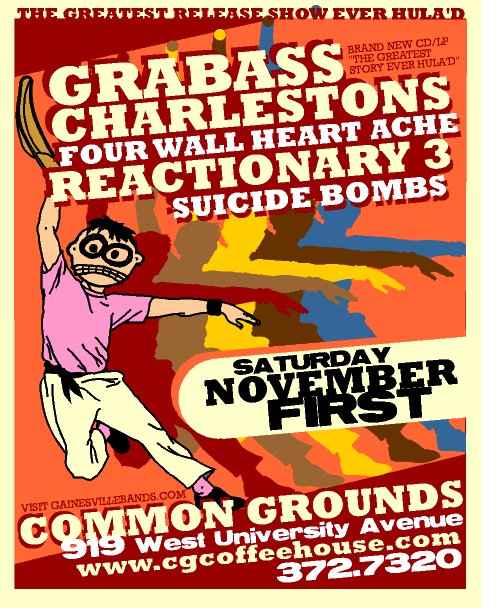 THE GREATEST RELEASE SHOW EVER HULA'D
BRAND NEW CD/LP
"THE GREATEST
STORY EVER HULA'D"
GRABASS
CHARLESTONS
FOUR WALL HEART ACHE
REACTIONARY 3
SUICIDE BOMBS
SATURDAY
NOVEMBER
FIRST
VISIT GAINESVILLEBANDS.COM
COMMON GROUNDS
919 West University Avenue
www.cgcoffeehouse.com
372.7320